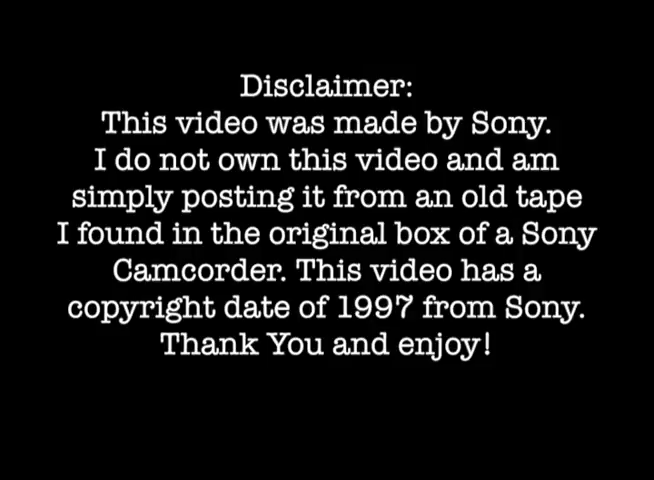 Disclaimer:
This video was made by Sony.
I do not own this video and am
simply posting it from an old tape
I found in the original box of a Sony
Camcorder. This video has a
copyright date of 1997 from Sony.
Thank You and enjoy!